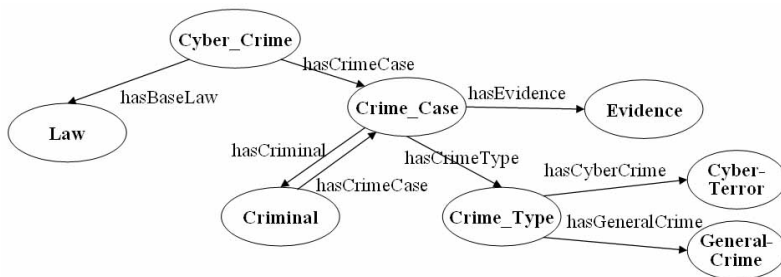 Cyber_Crime
hasCrimeCase
hasBaseLaw
Crime_Case
hasEvidence
Evidence
Law
hasCriminal
hasCrimeType
hasCyberCrime
Cyber-
Terror
hasCrimeCase
Criminal
Crime_Type
hasGeneralCrime
General-
Crime